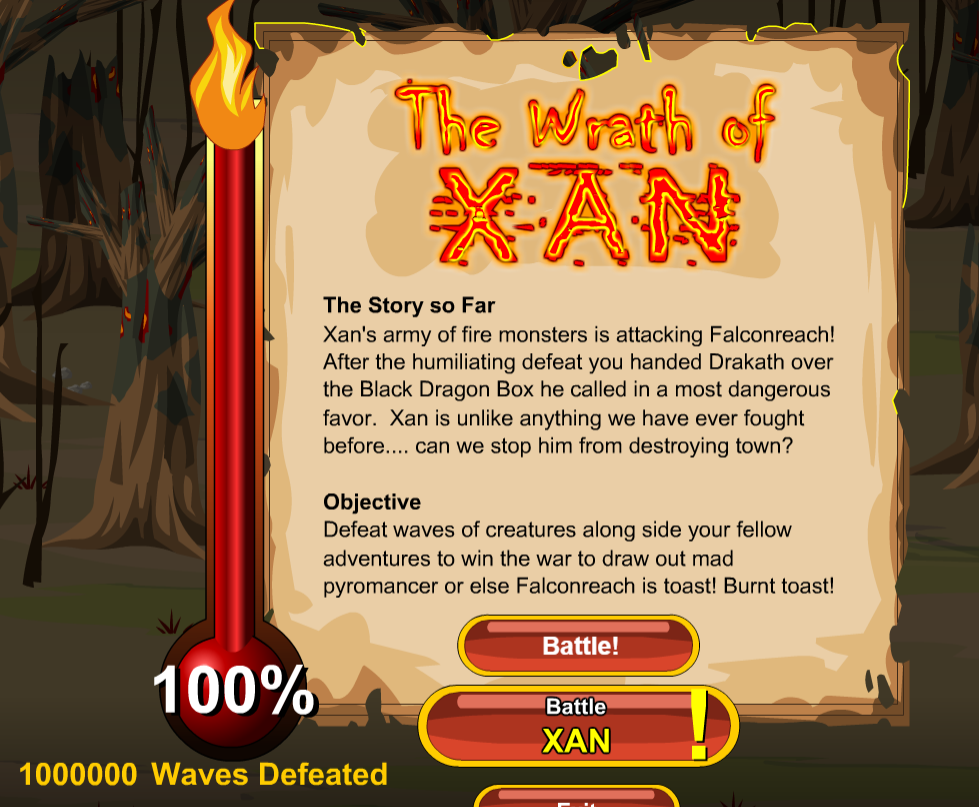 The Wrath of
XAN
The Story so Far
Xan's army of fire monsters is attacking Falconreach!
After the humiliating defeat you handed Drakath over
the Black Dragon Box he called in a most dangerous
favor.  Xan is unlike anything we have ever fought
before.... can we stop him from destroying town?
Objective
Defeat waves of creatures along side your fellow
adventures to win the war to draw out mad
pyromancer or else Falconreach is toast! Burnt toast!
Battle!
100%
Battle
XAN
!
1000000 Waves Defeated